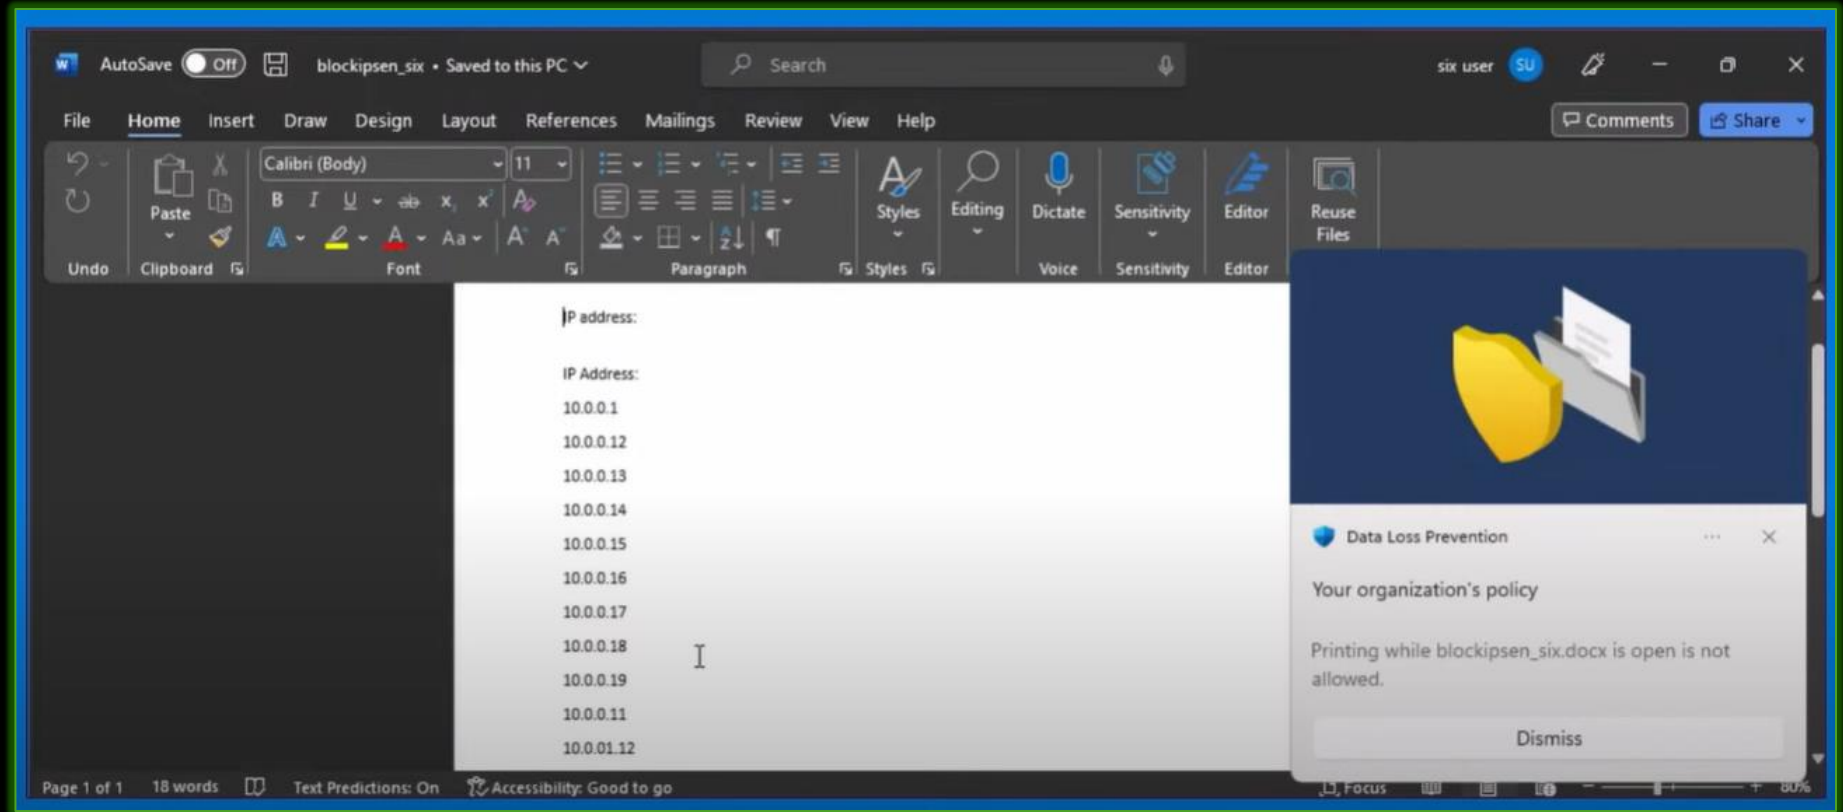 AutoSave Off blockipsen_six • Saved to this PC Search six user SU
File Home Insert Draw Design Layout References Mailings Review View Help Comments Share
Calibri (Body) 11
Paste
B I U ab x x A
A A Aa A A
Styles Editing Dictate Sensitivity Editor Reuse Files
Undo Clipboard Font Paragraph Styles Voice Sensitivity Editor
IP address:
IP Address:
10.0.0.1
10.0.0.12
10.0.0.13
10.0.0.14
10.0.0.15
10.0.0.16
10.0.0.17
10.0.0.18
10.0.0.19
10.0.0.11
10.0.01.12
Data Loss Prevention
Your organization's policy
Printing while blockipsen_six.docx is open is not
allowed.
Dismiss
Page 1 of 1 18 words Text Predictions: On Accessibility: Good to go Focus 80%